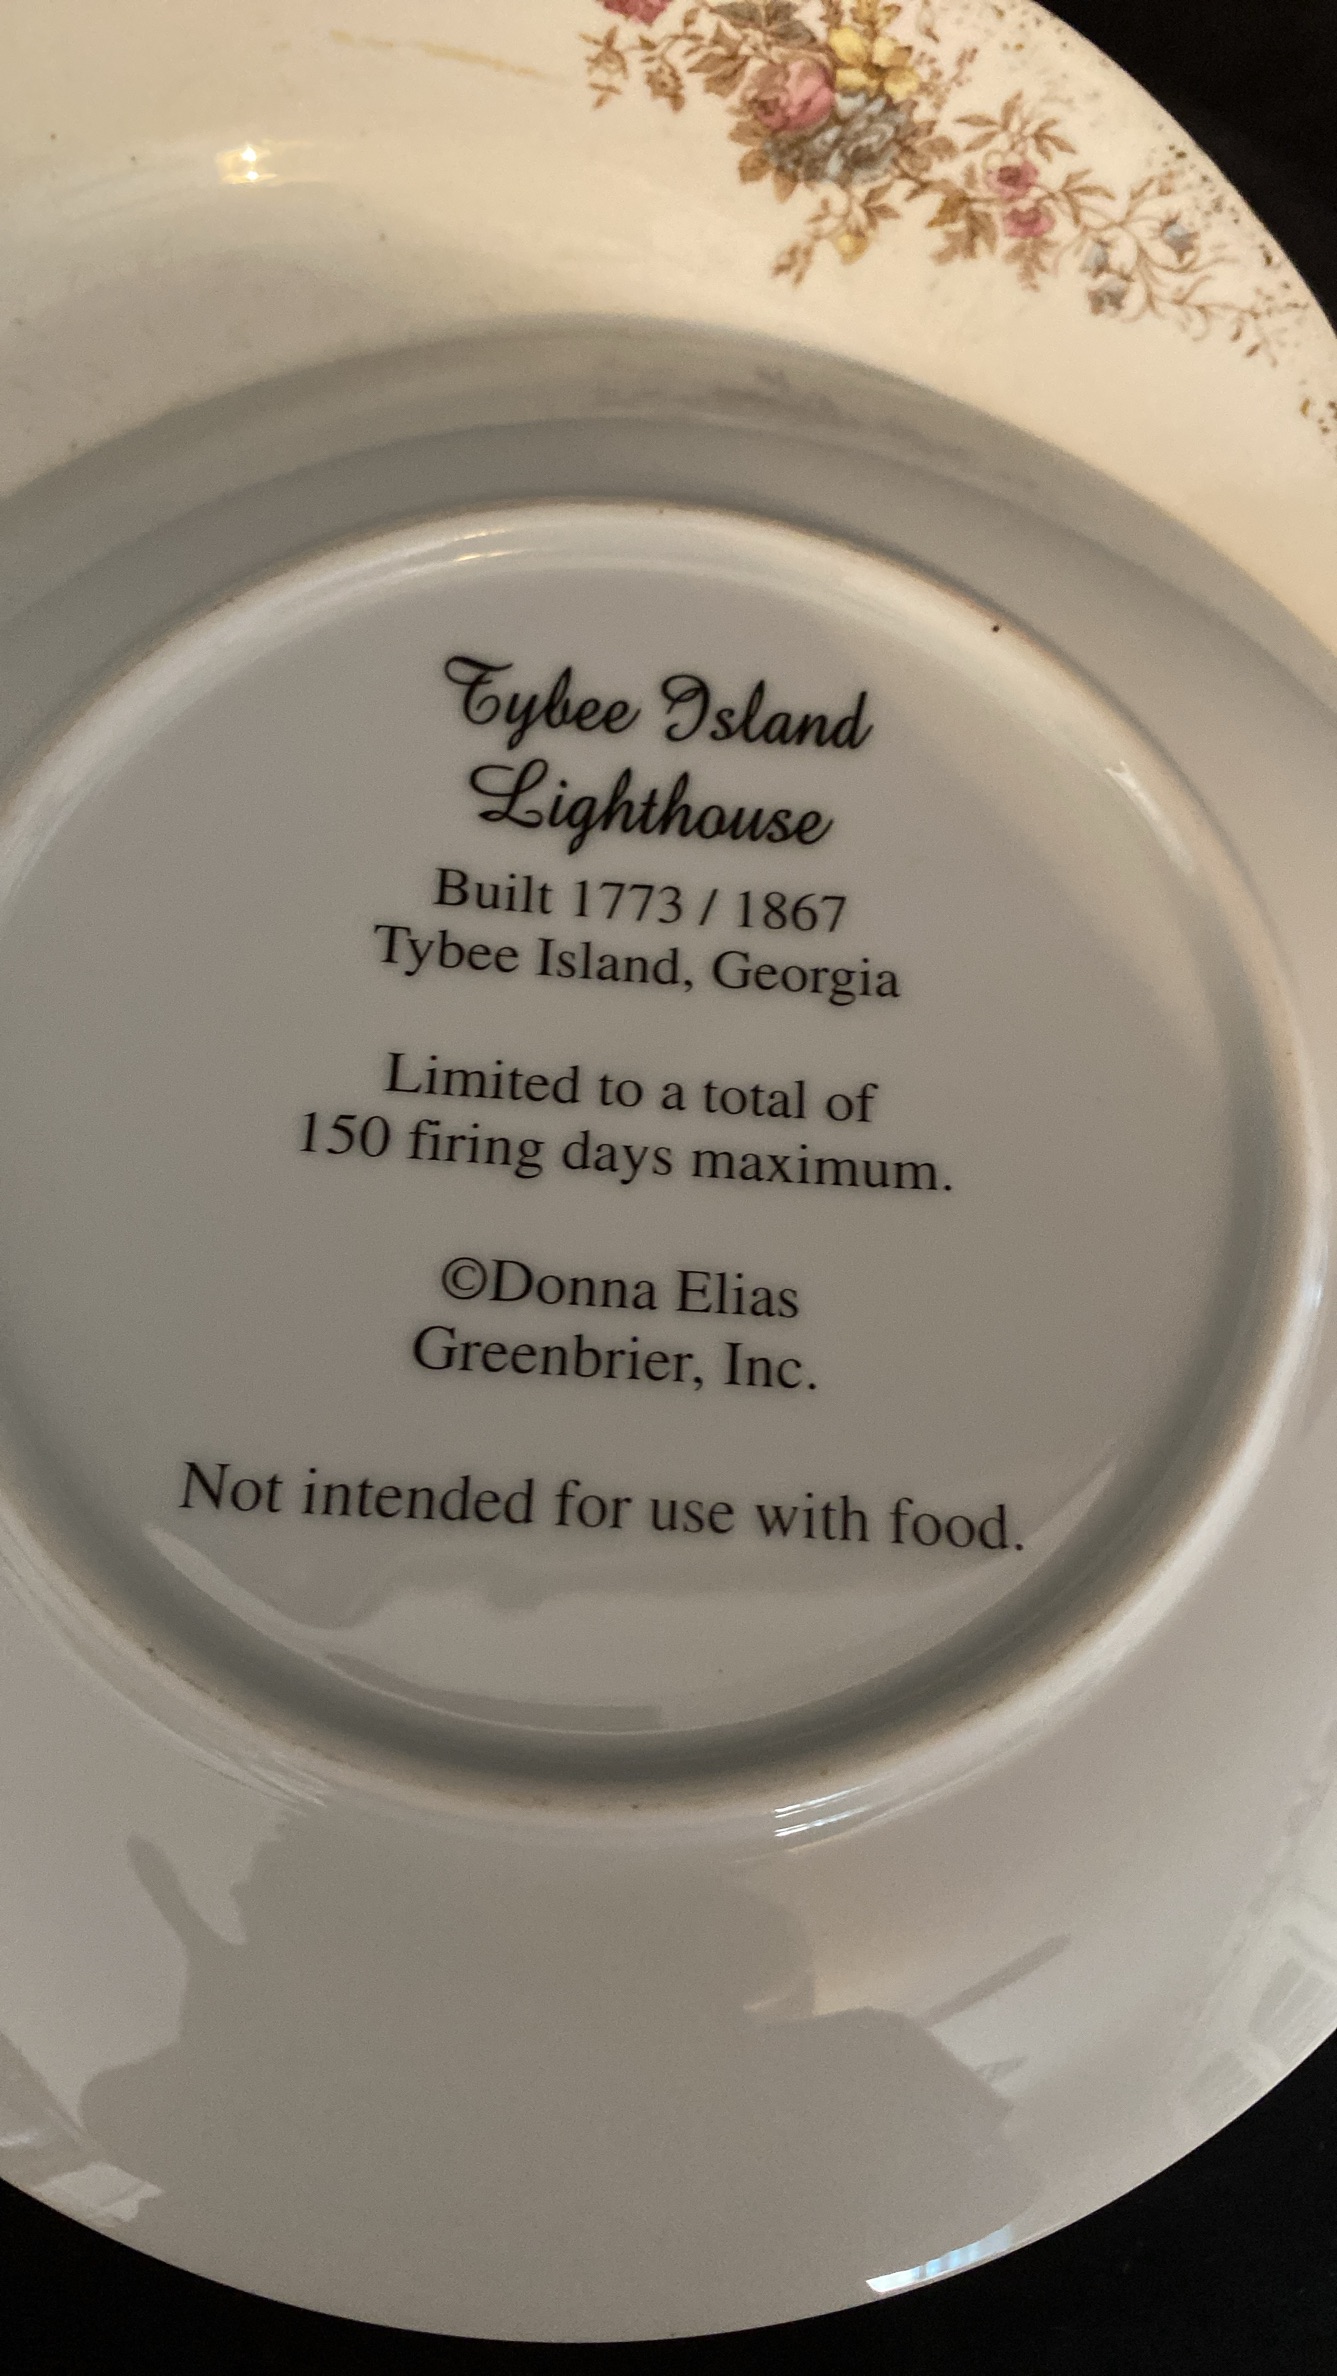 Tybee Island
Lighthouse
Built 1773 / 1867
Tybee Island, Georgia
Limited to a total of
150 firing days maximum.
©Donna Elias
Greenbrier, Inc.
Not intended for use with food.